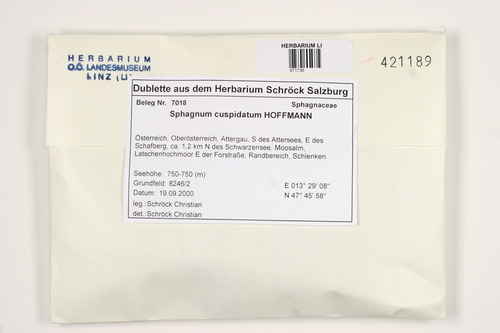 HERBARIUM
O.Ö. LANDESMUSEUM
LINZ (LI)
HERBARIUM LI
421189
Dublette aus dem Herbarium Schröck Salzburg
Beleg Nr. 7018 Sphagnaceae
Sphagnum cuspidatum HOFFMANN
Österreich, Oberösterreich, Attergau, S des Attersees, E des
Schafberg, ca. 1,2 km N des Schwarzensee, Moosalm,
Latschenhochmoor E der Forstraße, Randbereich, Schlenken.
Seehöhe: 750-750 (m)
Grundfeld: 8246/2 E 013° 29' 08"
Datum: 19.09.2000 N 47° 45' 58"
leg.:Schröck Christian
det.:Schröck Christian